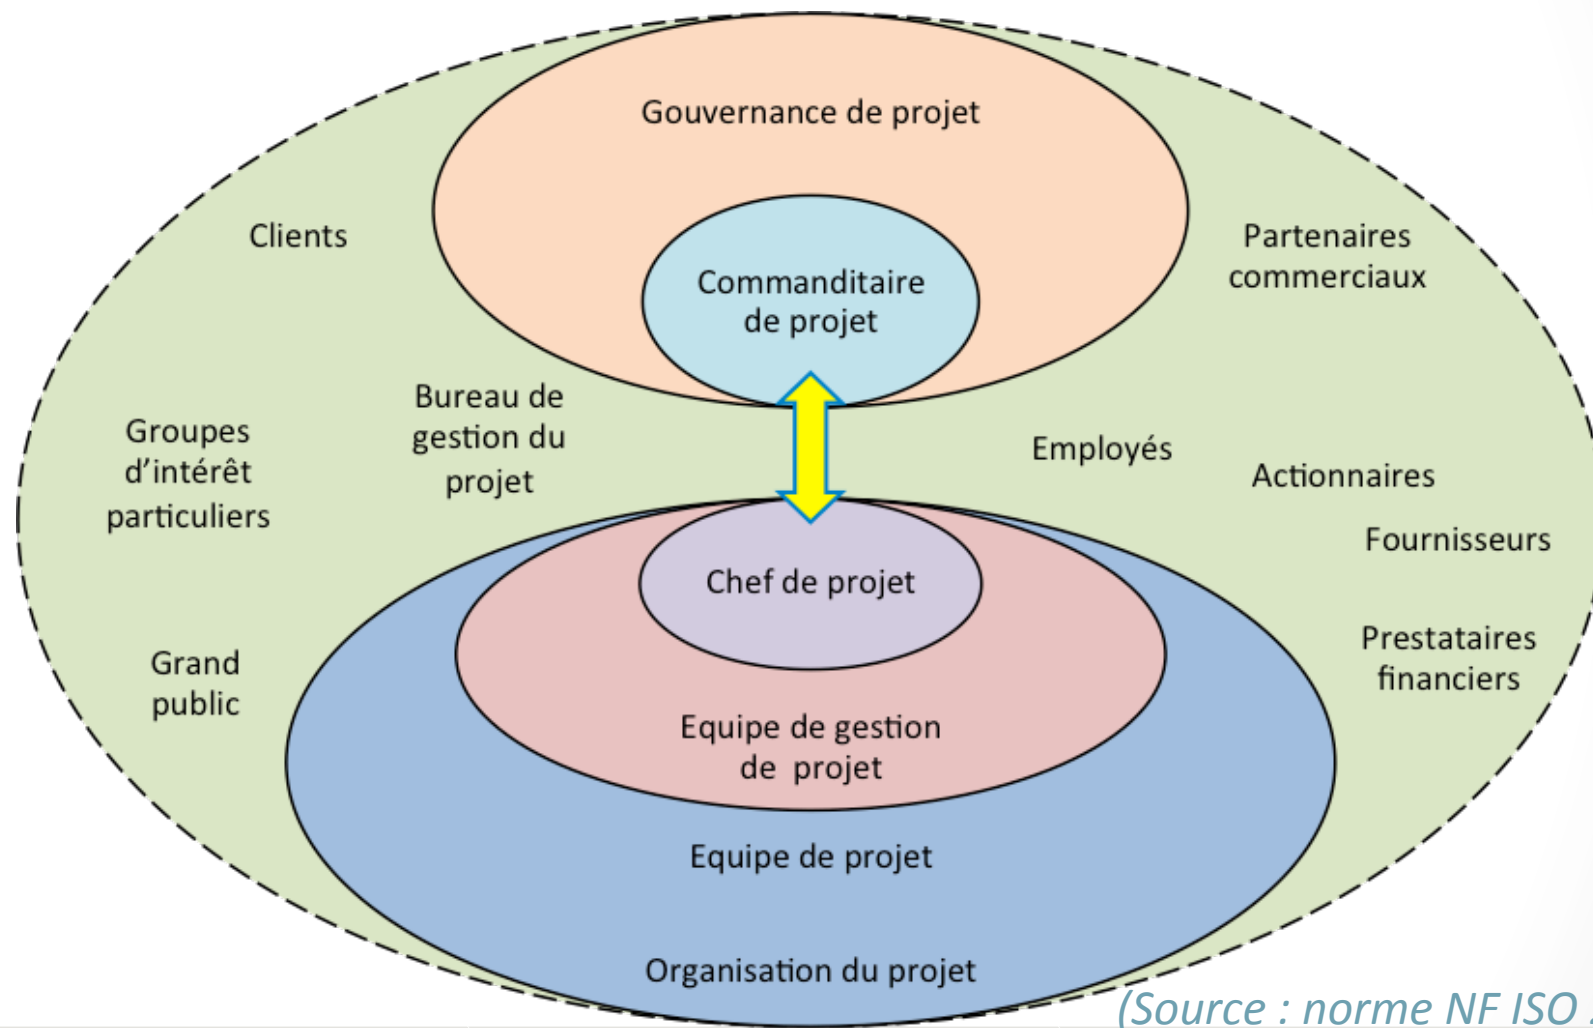 Gouvernance de projet
Clients
Partenaires
commerciaux
Commanditaire
de projet
Bureau de
gestion du
projet
Groupes
d’intérêt
particuliers
Employés
Actionnaires
Fournisseurs
Chef de projet
Grand
public
Prestataires
financiers
Equipe de gestion
de projet
Equipe de projet
Organisation du projet
(Source : norme NF ISO